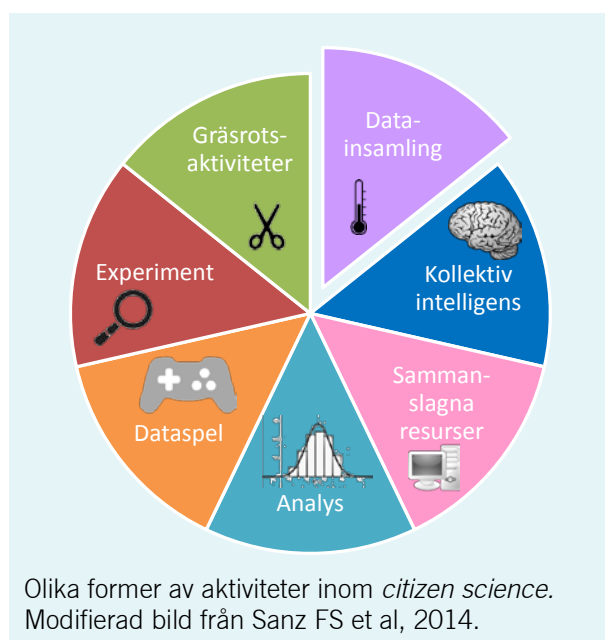 Gräsrots-
aktiviteter
Data-
insamling
Kollektiv
intelligens
Samman-
slagna
resurser
Analys
Dataspel
Experiment
Olika former av aktiviteter inom citizen science.
Modifierad bild från Sanz FS et al, 2014.